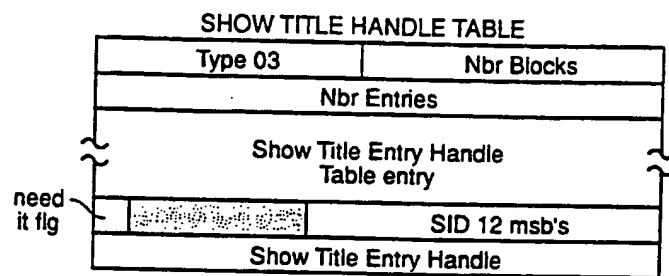 SHOW TITLE HANDLE TABLE
Type 03 Nbr Blocks
Nbr Entries
Show Title Entry Handle
Table entry
need
it flg
SID 12 msb's
Show Title Entry Handle